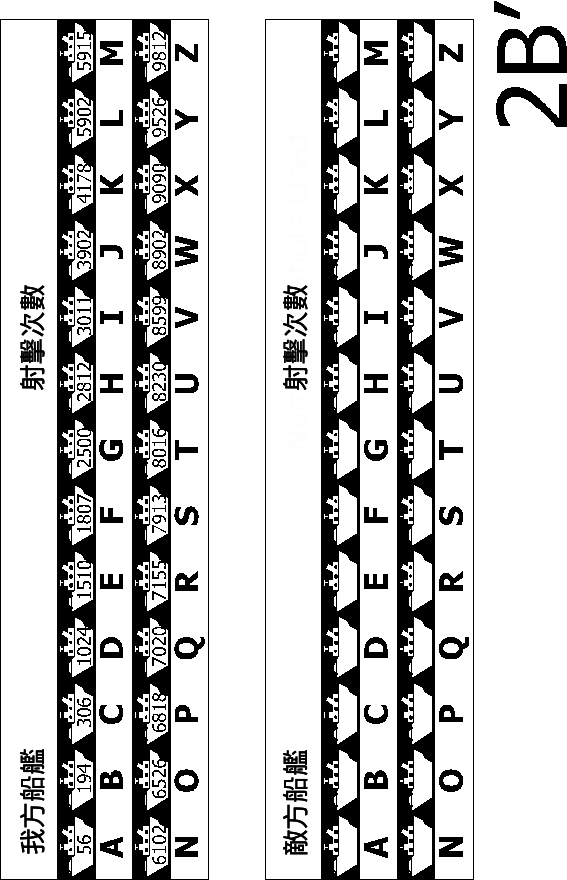 2B′
我方船艦 射擊次數
56 194 306 1024 1510 1807 2500 2812 3011 3902 4178 5902 5915
A B C D E F G H I J K L M
6102 6526 6818 7020 7155 7913 8016 8230 8599 8902 9090 9526 9812
N O P Q R S T U V W X Y Z
敵方船艦 射擊次數
A B C D E F G H I J K L M
N O P Q R S T U V W X Y Z